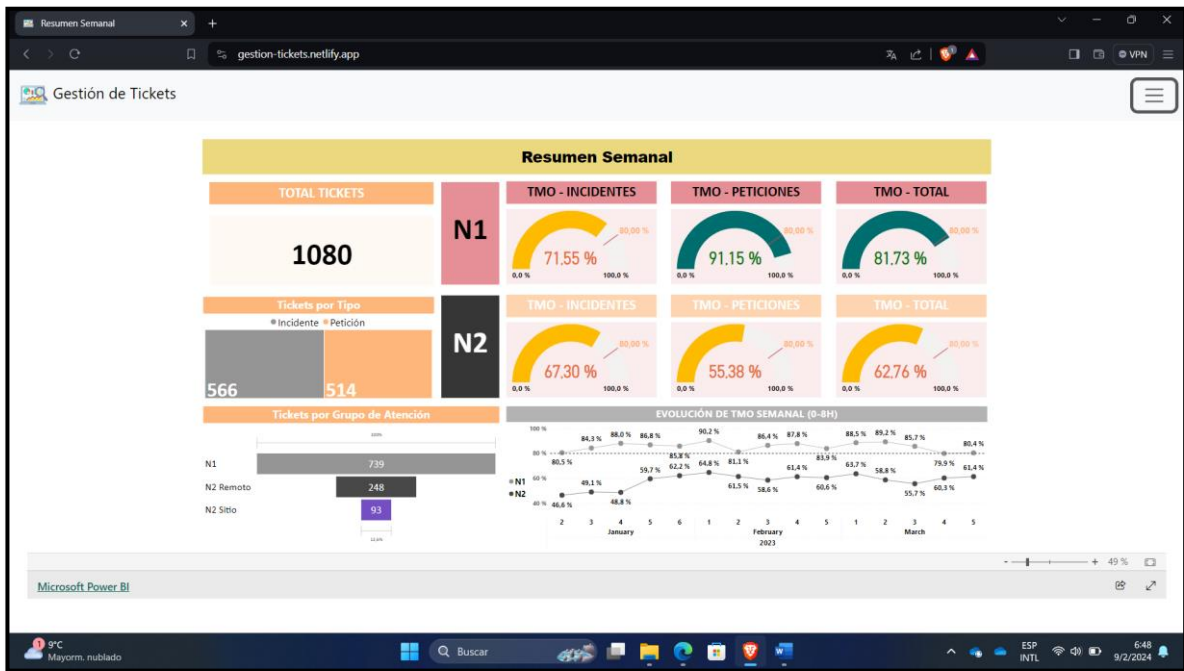 Resumen Semanal
gestion-tickets.netlify.app
VPN
Gestión de Tickets
Resumen Semanal
TOTAL TICKETS
1080
N1
TMO - INCIDENTES
80,00 %
71,55 %
0,0 %
100,0 %
TMO - PETICIONES
80,00 %
91,15 %
0,0 %
100,0 %
TMO - TOTAL
80,00 %
81,73 %
0,0 %
100,0 %
Tickets por Tipo
Incidente Petición
566
514
N2
TMO - INCIDENTES
80,00 %
67,30 %
0,0 %
100,0 %
TMO - PETICIONES
80,00 %
55,38 %
0,0 %
100,0 %
TMO - TOTAL
80,00 %
62,76 %
0,0 %
100,0 %
Tickets por Grupo de Atención
100%
N1
739
N2 Remoto
248
N2 Sitio
93
EVOLUCIÓN DE TMO SEMANAL (0-8H)
100 %
80 %
60 %
40 %
N1
N2
80,5 % 84,3 % 88,0 % 86,8 % 85,8 % 90,2 % 81,1 % 86,4 % 87,8 % 83,9 % 88,5 % 89,2 % 85,7 % 79,9 % 80,4 %
46,6 % 49,1 % 48,8 % 59,7 % 62,2 % 64,8 % 61,5 % 58,6 % 61,4 % 60,6 % 63,7 % 58,8 % 55,7 % 60,3 % 61,4 %
2 3 4 5 6 1 2 3 4 5 1 2 3 4 5
January February March
2023
- + 49 %
Microsoft Power BI
1
9°C
Mayorm. nublado
Buscar
ESP
INTL
6:48
9/2/2024